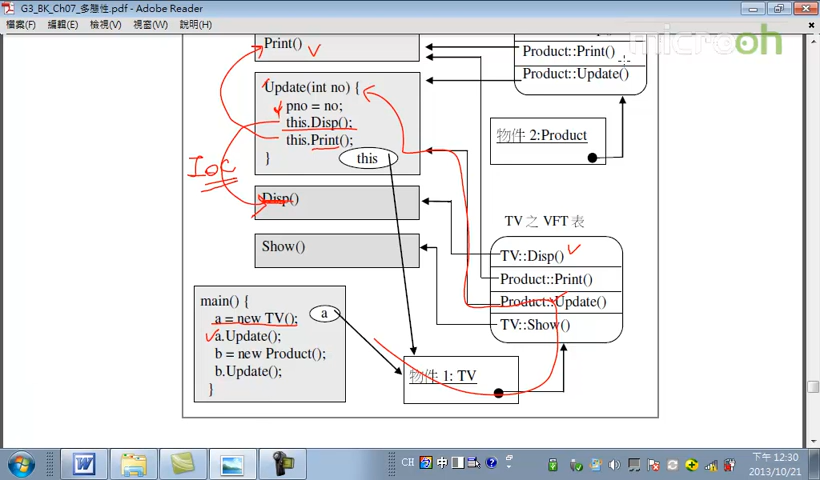 G3_BK_Ch07_多態性.pdf - Adobe Reader
檔案(F) 編輯(E) 檢視(V) 視窗(W) 說明(H)
microoh
Print()
Product::Print()
Product::Update()
Update(int no) {
pno = no;
this.Disp();
this.Print();
}
this
物件 2:Product
IoC
Disp()
Show()
TV 之 VFT 表
TV::Disp()
Product::Print()
Product::Update()
TV::Show()
main() {
a = new TV();
a.Update();
b = new Product();
b.Update();
}
a
物件 1: TV
CH 中
下午 12:30
2013/10/21